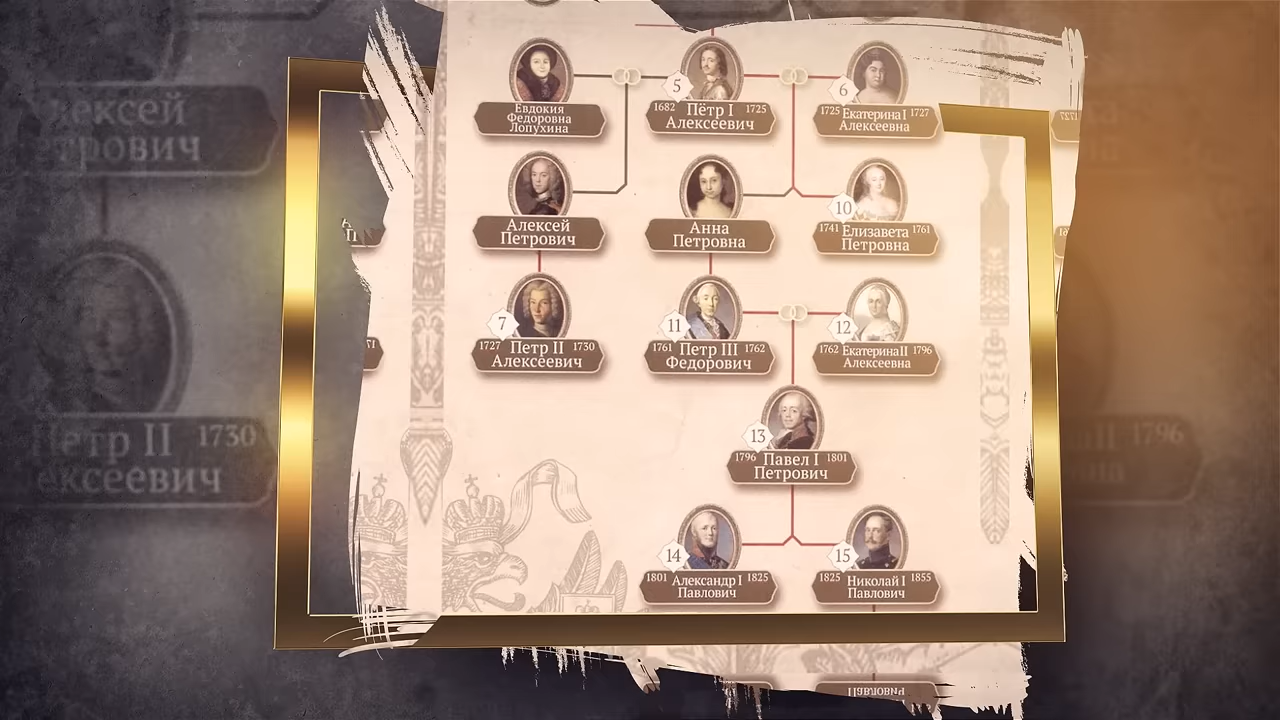 Евдокия
Федоровна
Лопухина
5
1682 Пётр I 1725
Алексеевич
6
1725 Екатерина I 1727
Алексеевна
Алексей
Петрович
Анна
Петровна
10
1741 Елизавета 1761
Петровна
7
1727 Петр II 1730
Алексеевич
11
1761 Петр III 1762
Федорович
12
1762 Екатерина II 1796
Алексеевна
13
1796 Павел I 1801
Петрович
14
1801 Александр I 1825
Павлович
15
1825 Николай I 1855
Павлович
Петр II 1730
1796